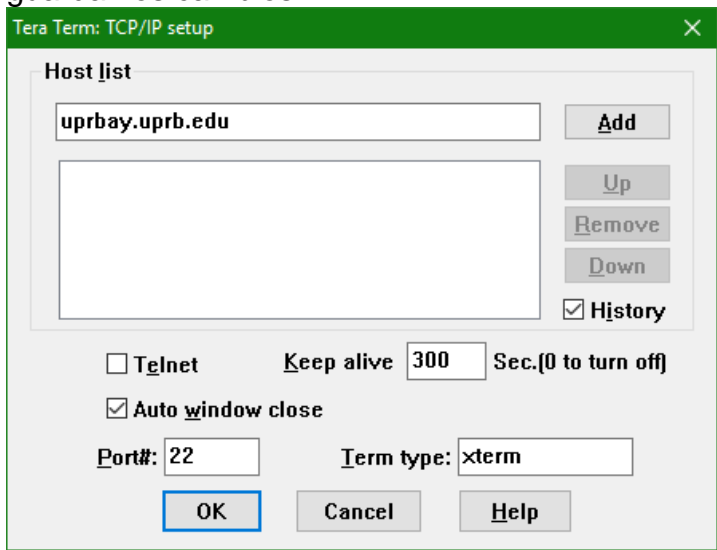 Tera Term: TCP/IP setup
Host list
uprbay.uprb.edu
Add
Up
Remove
Down
History
Telnet Keep alive 300 Sec.(0 to turn off)
Auto window close
Port#: 22 Term type: xterm
OK Cancel Help